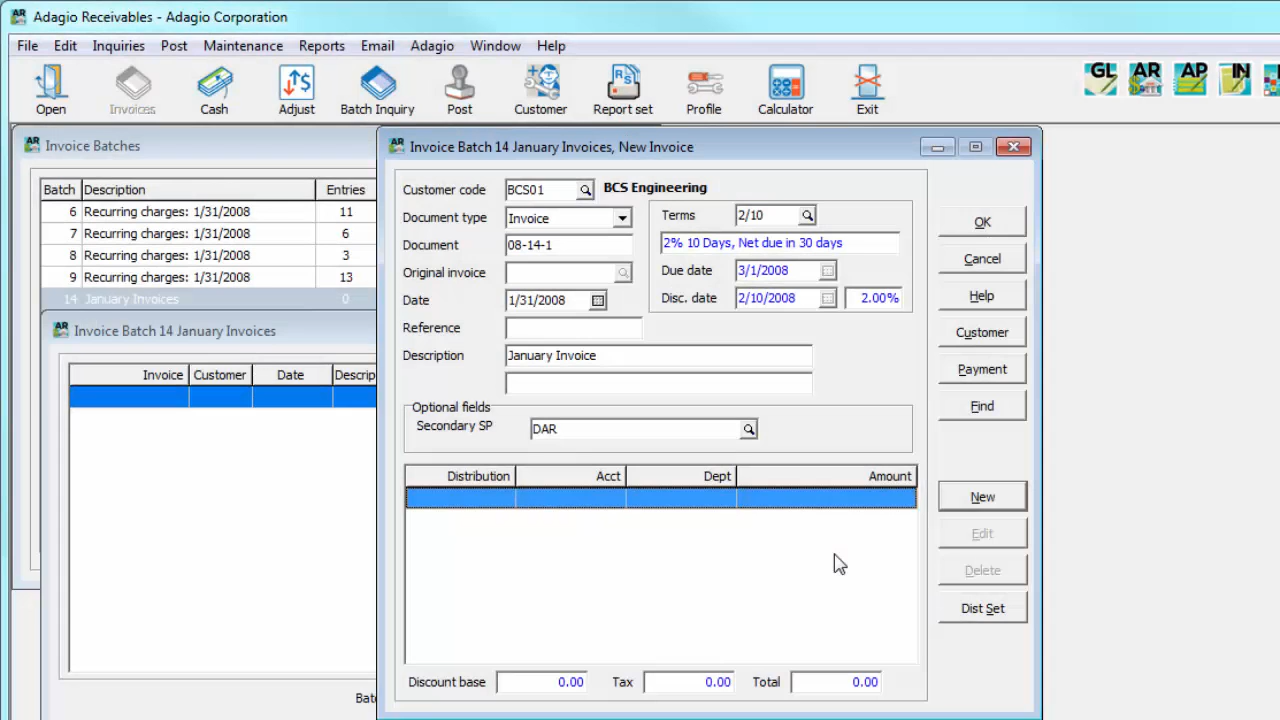 Adagio Receivables - Adagio Corporation
File Edit Inquiries Post Maintenance Reports Email Adagio Window Help
Open Invoices Cash Adjust Batch Inquiry Post Customer Report set Profile Calculator Exit
GL AR AP IN
Invoice Batches
Batch Description Entries
6 Recurring charges: 1/31/2008 11
7 Recurring charges: 1/31/2008 6
8 Recurring charges: 1/31/2008 3
9 Recurring charges: 1/31/2008 13
14 January Invoices 0
Invoice Batch 14 January Invoices
Invoice Customer Date Descrip
Bat
Invoice Batch 14 January Invoices, New Invoice
Customer code BCS01 BCS Engineering
Document type Invoice
Document 08-14-1
Original invoice
Date 1/31/2008
Reference
Description January Invoice
Terms 2/10
2% 10 Days, Net due in 30 days
Due date 3/1/2008
Disc. date 2/10/2008 2.00%
Optional fields
Secondary SP DAR
Distribution Acct Dept Amount
Discount base 0.00 Tax 0.00 Total 0.00
OK
Cancel
Help
Customer
Payment
Find
New
Edit
Delete
Dist Set